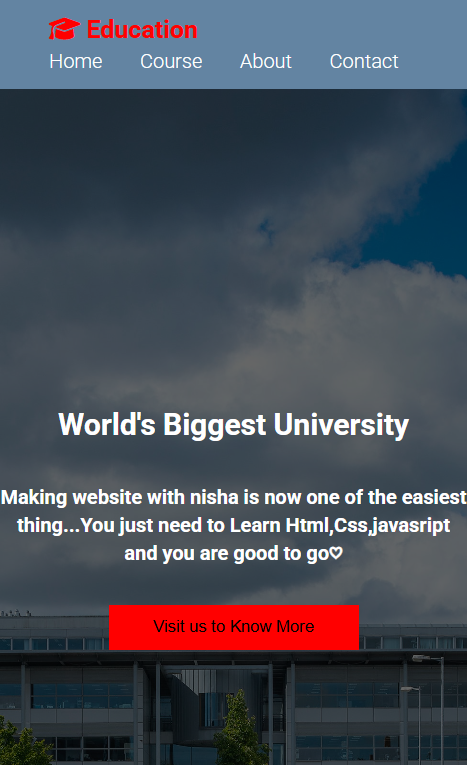 Education
Home Course About Contact
World's Biggest University
Making website with nisha is now one of the easiest
thing...You just need to Learn Html,Css,javasript
and you are good to go♡
Visit us to Know More